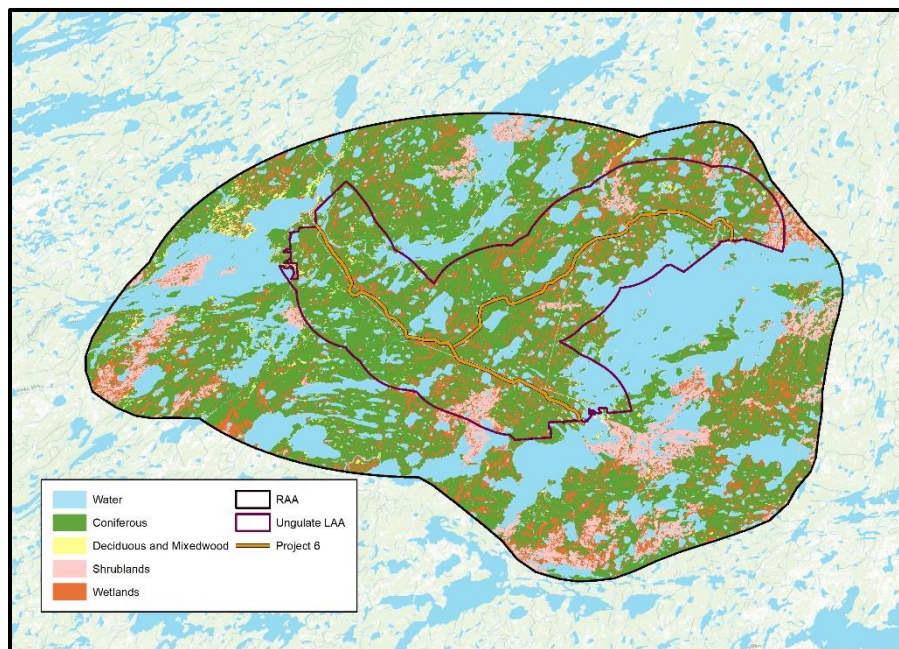 Water
Coniferous
Deciduous and Mixedwood
Shrublands
Wetlands
RAA
Ungulate LAA
Project 6